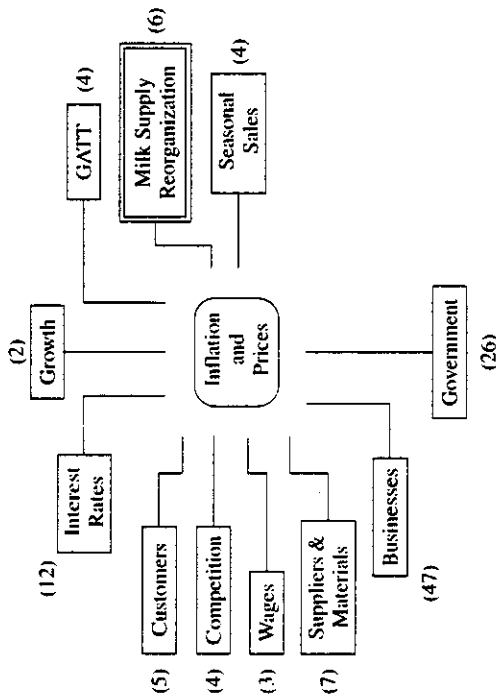 (2)
Growth
(12)
Interest
Rates
GATT
(4)
(6)
Milk Supply
Reorganization
(4)
Seasonal
Sales
Inflation
and
Prices
(5)
Customers
(4)
Competition
(3)
Wages
(7)
Suppliers &
Materials
Businesses
(47)
Government
(26)